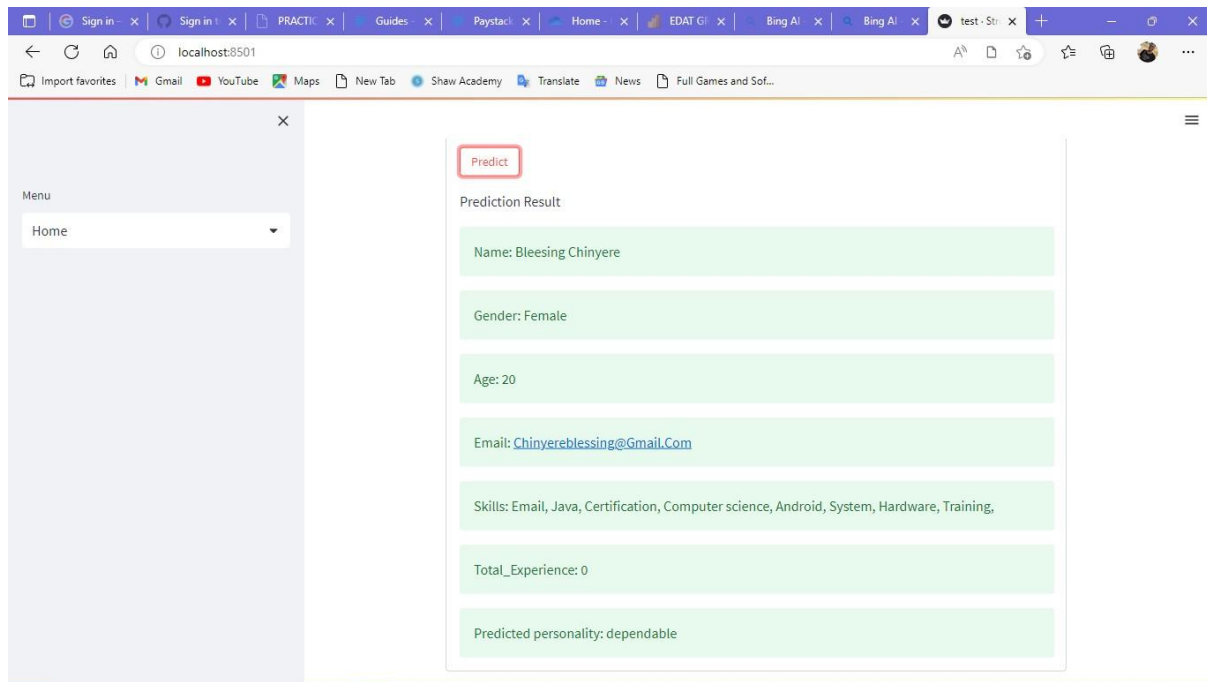 Sign in -
Sign in t
PRACTIC
Guides -
Paystack
Home -
EDAT GF
Bing AI
Bing AI
test · Str
localhost:8501
Import favorites
Gmail
YouTube
Maps
New Tab
Shaw Academy
Translate
News
Full Games and Sof...
Menu
Home
Predict
Prediction Result
Name: Bleesing Chinyere
Gender: Female
Age: 20
Email: Chinyereblessing@Gmail.Com
Skills: Email, Java, Certification, Computer science, Android, System, Hardware, Training,
Total_Experience: 0
Predicted personality: dependable